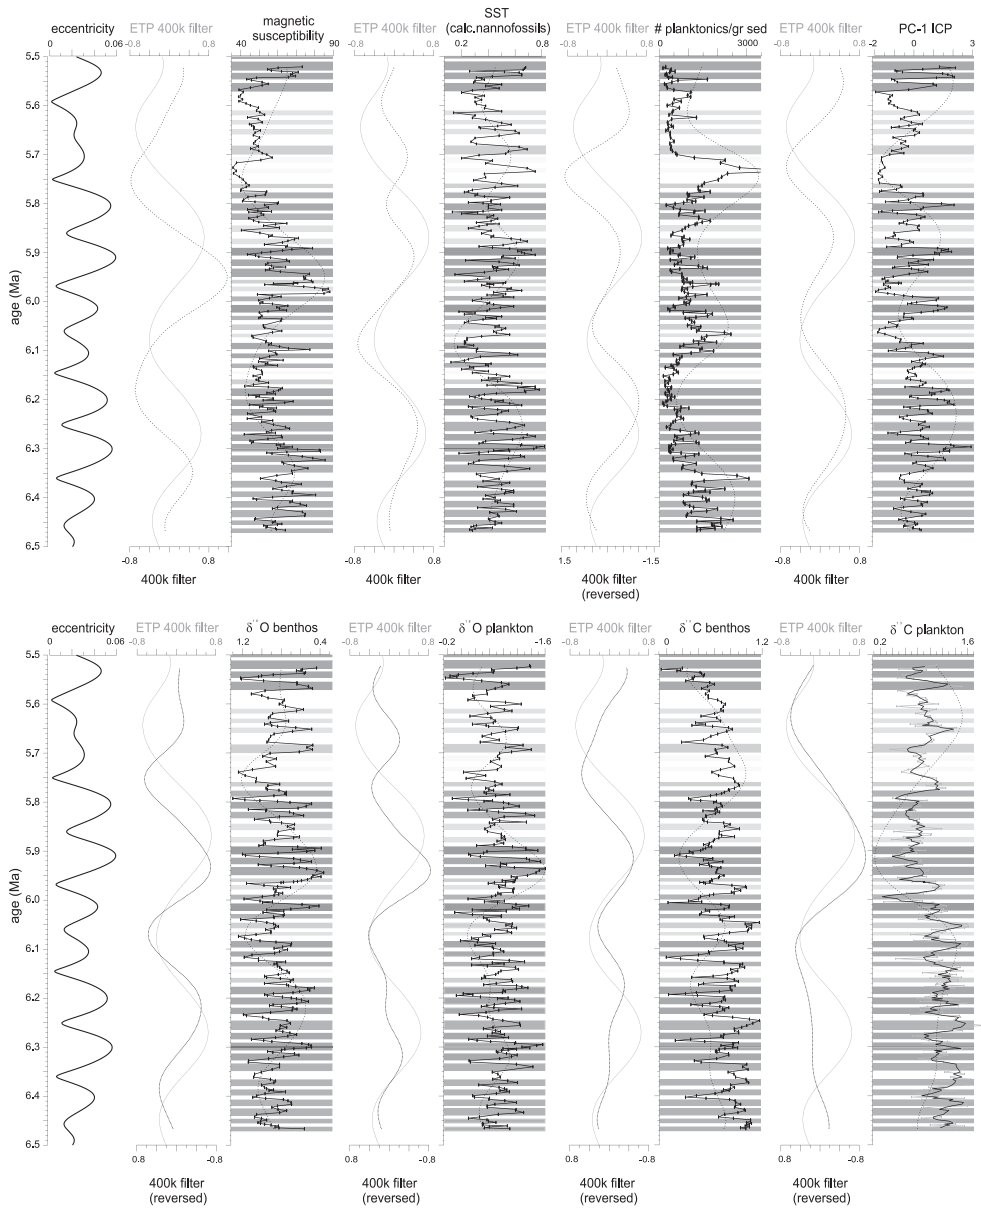 eccentricity
0 0.06
ETP 400k filter
-0.8 0.8
magnetic
susceptibility
40 90
ETP 400k filter
-0.8 0.8
SST
(calc.nannofossils)
0.2 0.8
ETP 400k filter
-0.8 0.8
# planktonics/gr sed
0 3000
ETP 400k filter
-0.8 0.8
PC-1 ICP
-2 0 3
age (Ma)
5.5
5.6
5.7
5.8
5.9
6.0
6.1
6.2
6.3
6.4
6.5
-0.8 0.8
400k filter
-0.8 0.8
400k filter
1.5 -1.5
400k filter
(reversed)
-0.8 0.8
400k filter
eccentricity
0 0.06
ETP 400k filter
-0.8 0.8
δ O benthos
1.2 0.4
ETP 400k filter
-0.8 0.8
δ O plankton
-0.2 -1.6
ETP 400k filter
-0.8 0.8
δ C benthos
0 1.2
ETP 400k filter
-0.8 0.8
δ C plankton
0.2 1.6
age (Ma)
5.5
5.6
5.7
5.8
5.9
6.0
6.1
6.2
6.3
6.4
6.5
0.8 -0.8
400k filter
(reversed)
0.8 -0.8
400k filter
(reversed)
0.8 -0.8
400k filter
(reversed)
0.8 -0.8
400k filter
(reversed)